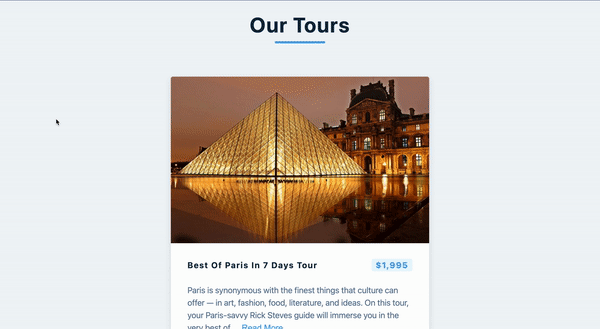 Our Tours
Best Of Paris In 7 Days Tour
$1,995
Paris is synonymous with the finest things that culture can
offer — in art, fashion, food, literature, and ideas. On this tour,
your Paris-savvy Rick Steves guide will immerse you in the
very best of ... Read More